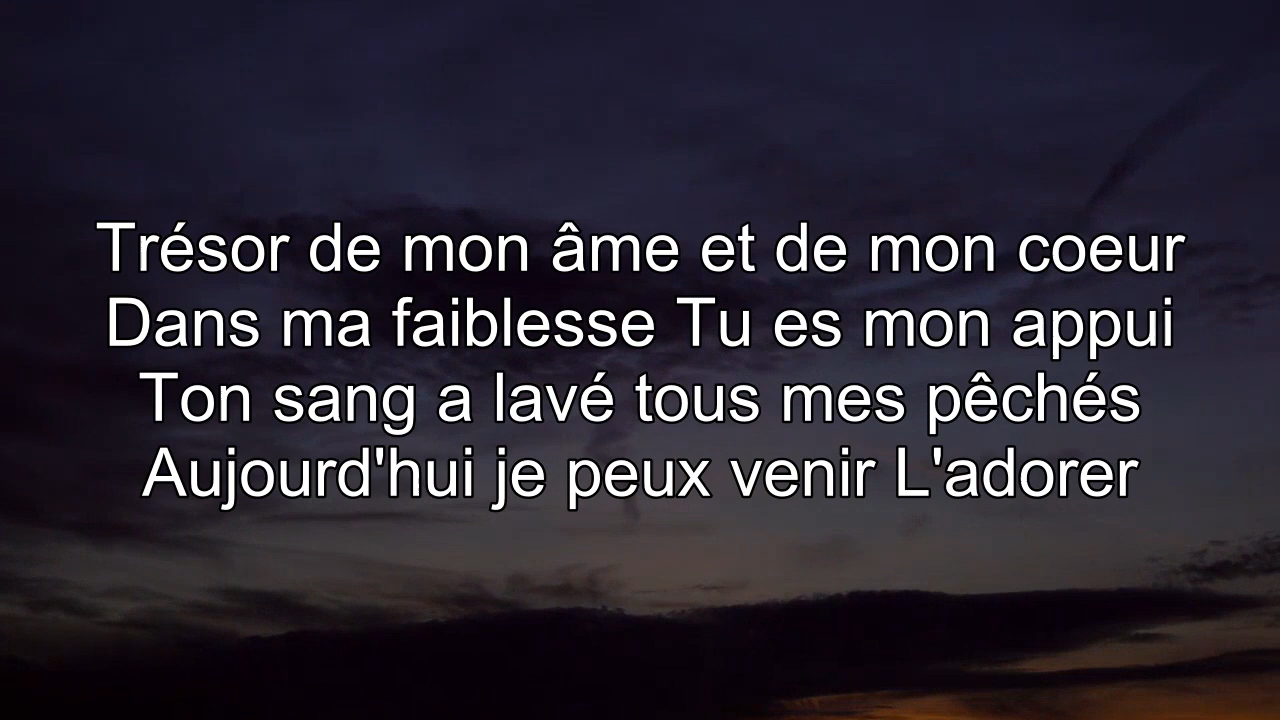 Trésor de mon âme et de mon coeur
Dans ma faiblesse Tu es mon appui
Ton sang a lavé tous mes pêchés
Aujourd'hui je peux venir L'adorer